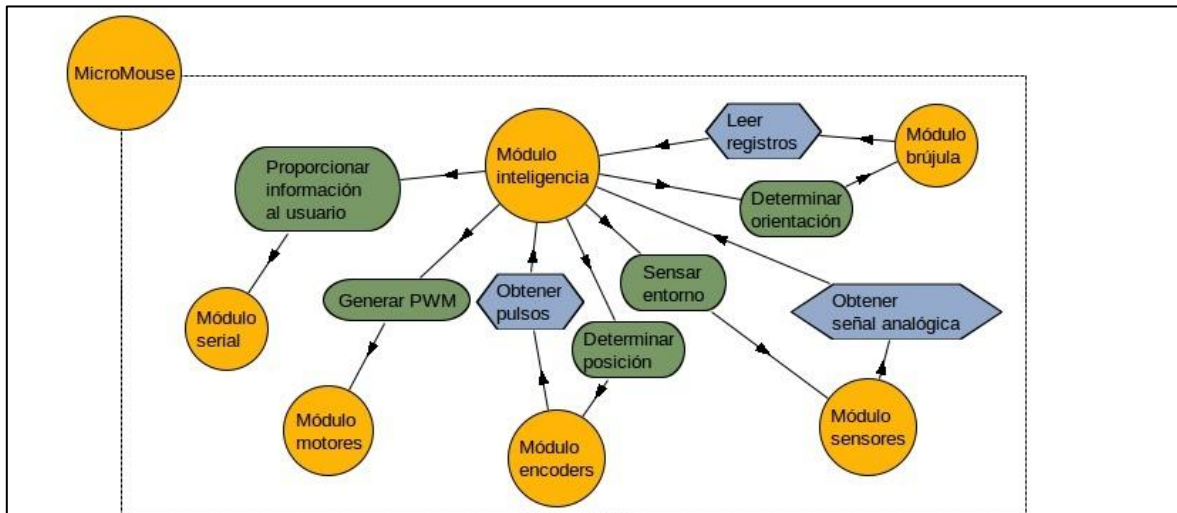 MicroMouse
Leer
registros
Módulo
brújula
Módulo
inteligencia
Proporcionar
información
al usuario
Determinar
orientación
Sensar
entorno
Generar PWM
Obtener
pulsos
Obtener
señal analógica
Módulo
serial
Determinar
posición
Módulo
motores
Módulo
encoders
Módulo
sensores